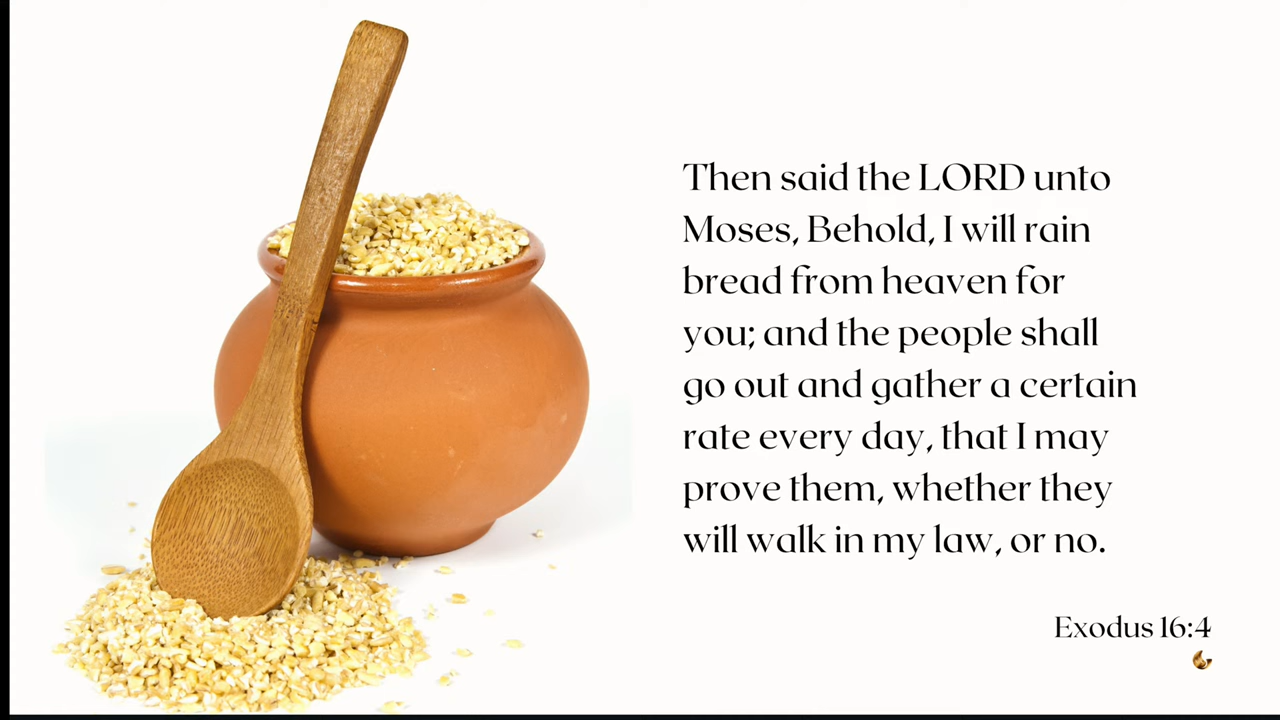 Then said the LORD unto
Moses, Behold, I will rain
bread from heaven for
you; and the people shall
go out and gather a certain
rate every day, that I may
prove them, whether they
will walk in my law, or no.
Exodus 16:4